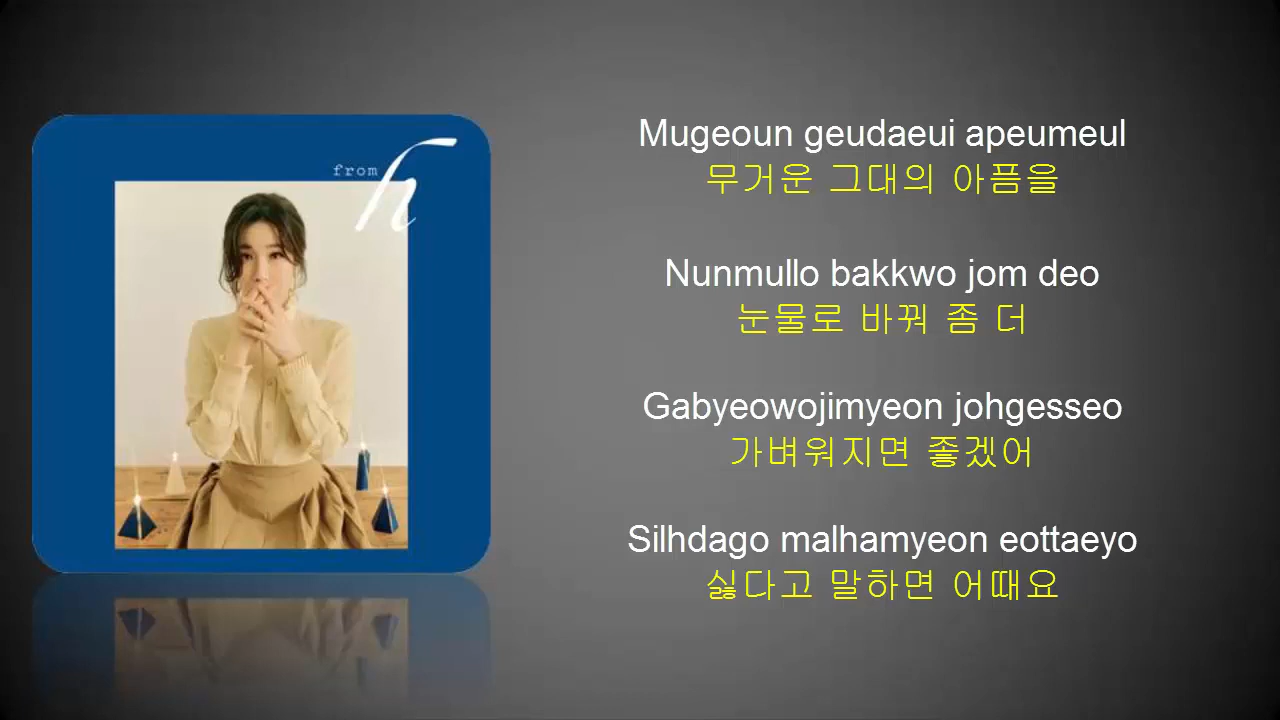 from h
Mugeoun geudaeui apeumeul
무거운 그대의 아픔을
Nunmullo bakkwo jom deo
눈물로 바꿔 좀 더
Gabyeowojimyeon johgesseo
가벼워지면 좋겠어
Silhdago malhamyeon eottaeyo
싫다고 말하면 어때요